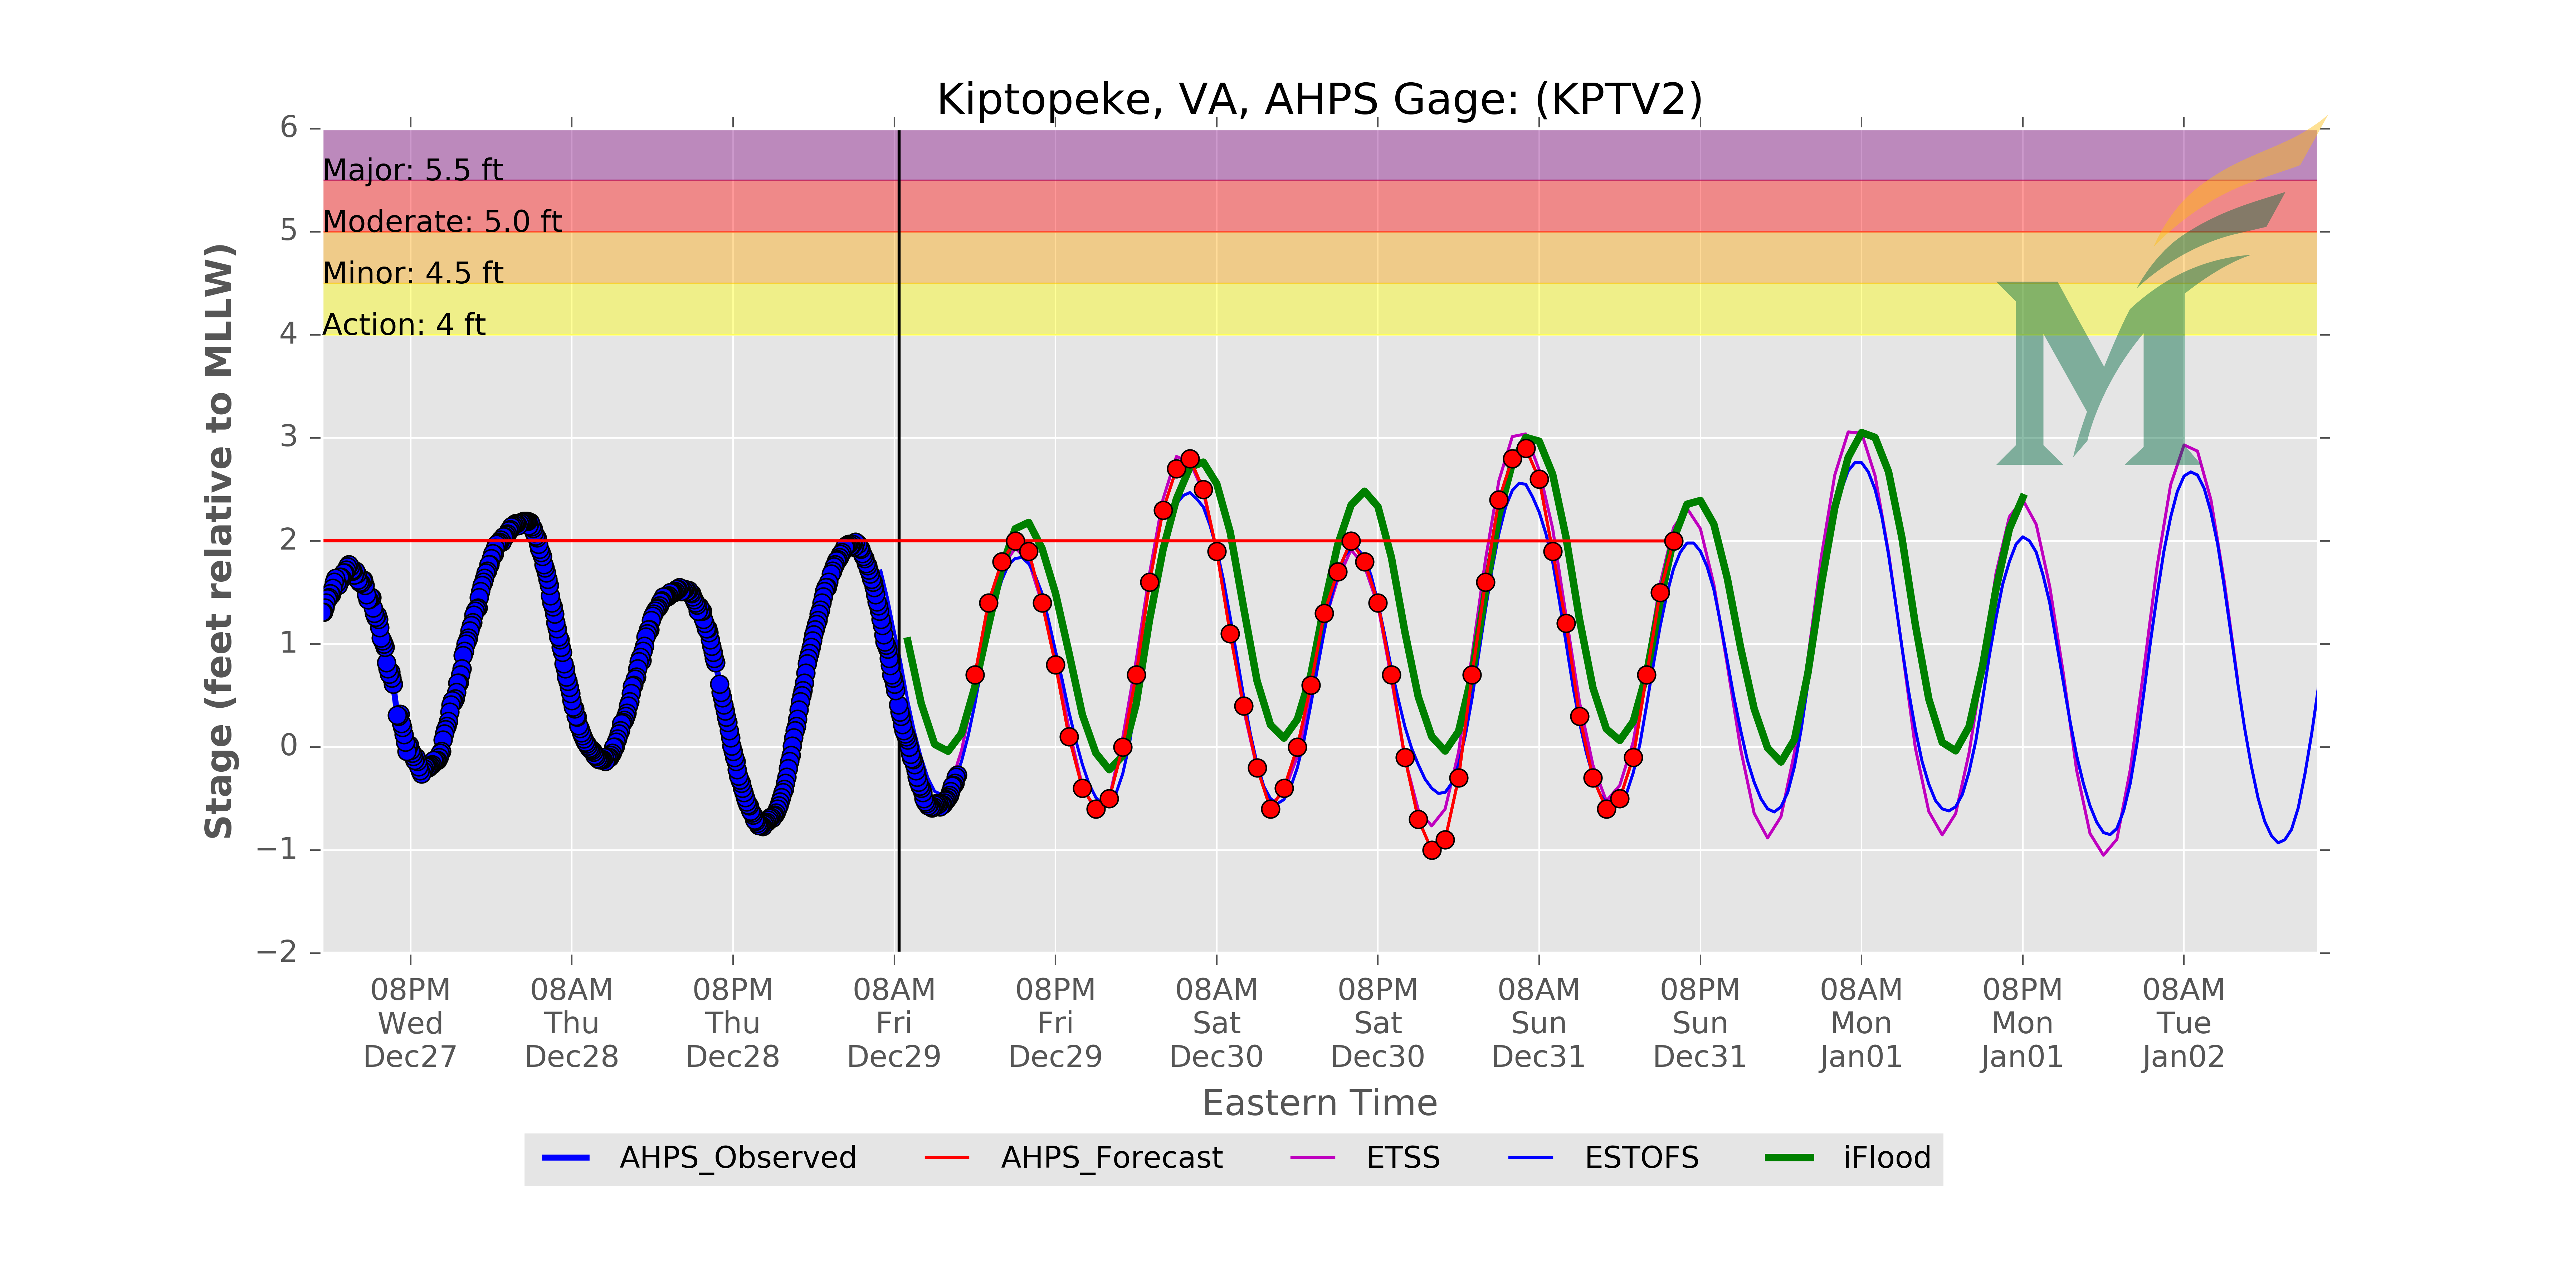 Kiptopeke, VA, AHPS Gage: (KPTV2)
Stage (feet relative to MLLW)
6
5
4
3
2
1
0
−1
−2
Major: 5.5 ft
Moderate: 5.0 ft
Minor: 4.5 ft
Action: 4 ft
M
08PM 08AM 08PM 08AM 08PM 08AM 08PM 08AM 08PM 08AM 08PM 08AM
Wed Thu Thu Fri Fri Sat Sat Sun Sun Mon Mon Tue
Dec27 Dec28 Dec28 Dec29 Dec29 Dec30 Dec30 Dec31 Dec31 Jan01 Jan01 Jan02
Eastern Time
AHPS_Observed AHPS_Forecast ETSS ESTOFS iFlood